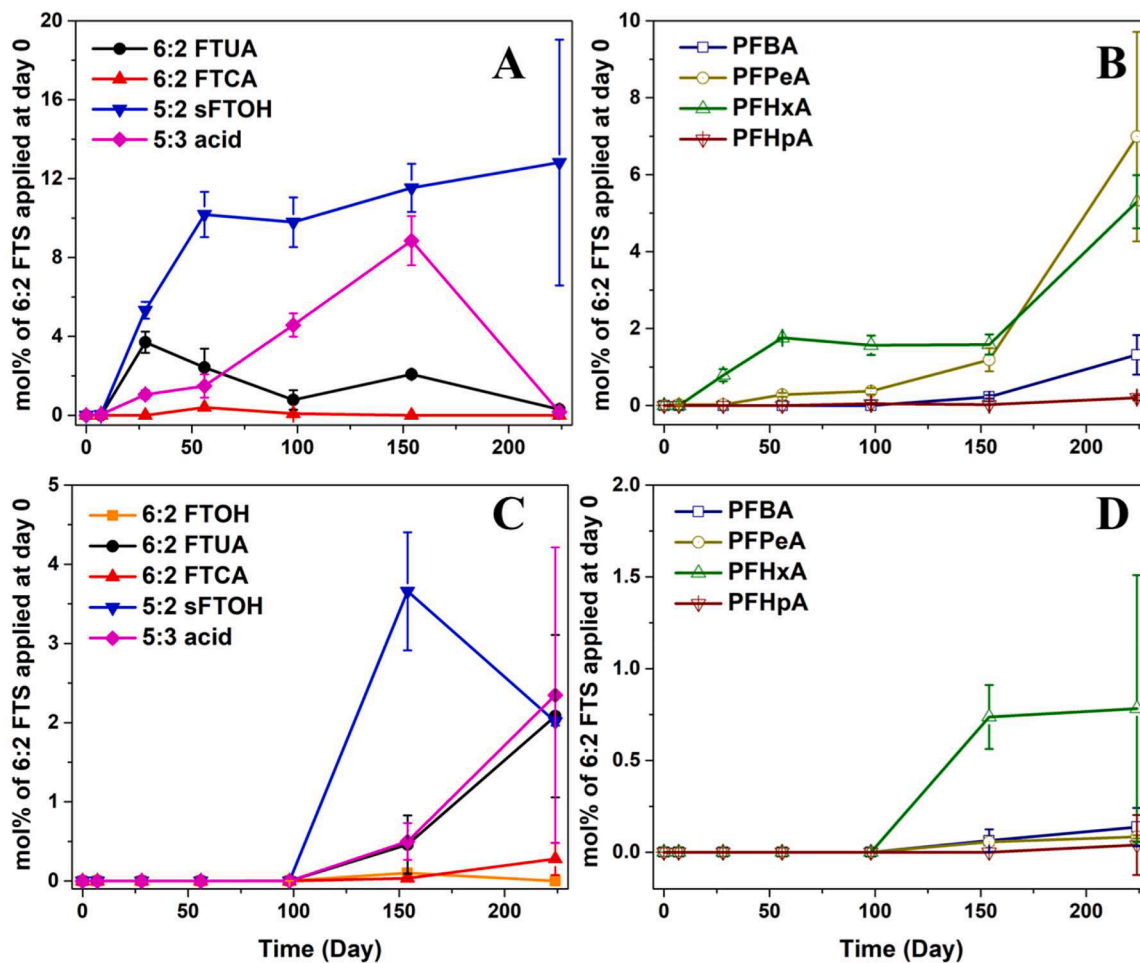 mol% of 6:2 FTS applied at day 0
20
16
12
8
4
0
6:2 FTUA
6:2 FTCA
5:2 sFTOH
5:3 acid
A
0 50 100 150 200
mol% of 6:2 FTS applied at day 0
10
8
6
4
2
0
PFBA
PFPeA
PFHxA
PFHpA
B
0 50 100 150 200
mol% of 6:2 FTS applied at day 0
5
4
3
2
1
0
6:2 FTOH
6:2 FTUA
6:2 FTCA
5:2 sFTOH
5:3 acid
C
0 50 100 150 200
Time (Day)
mol% of 6:2 FTS applied at day 0
2.0
1.5
1.0
0.5
0.0
PFBA
PFPeA
PFHxA
PFHpA
D
0 50 100 150 200
Time (Day)